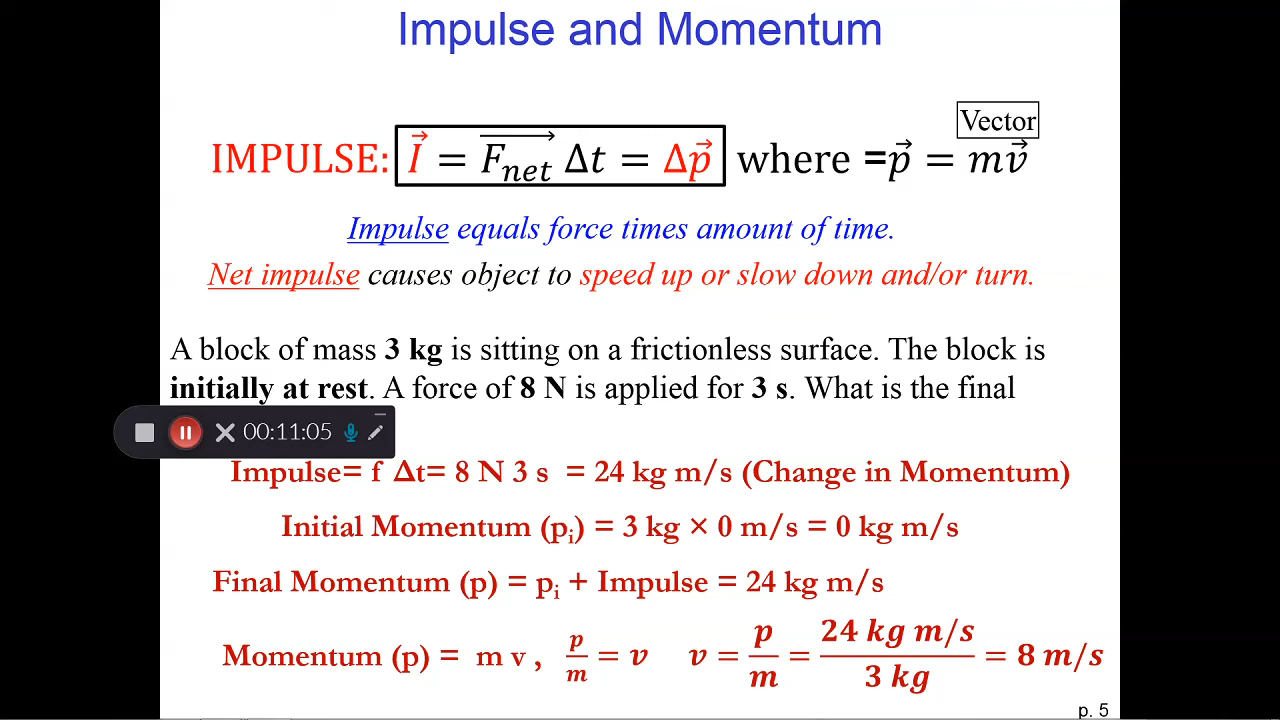 Impulse and Momentum
Vector
IMPULSE: I⃗ = F⃗_net Δt = Δp⃗ where =p⃗ = mv⃗
Impulse equals force times amount of time.
Net impulse causes object to speed up or slow down and/or turn.
A block of mass 3 kg is sitting on a frictionless surface. The block is
initially at rest. A force of 8 N is applied for 3 s. What is the final
00:11:05
Impulse= f Δt= 8 N 3 s = 24 kg m/s (Change in Momentum)
Initial Momentum (pᵢ) = 3 kg × 0 m/s = 0 kg m/s
Final Momentum (p) = pᵢ + Impulse = 24 kg m/s
Momentum (p) = m v , p/m = v v = p/m = 24 kg m/s / 3 kg = 8 m/s
p. 5